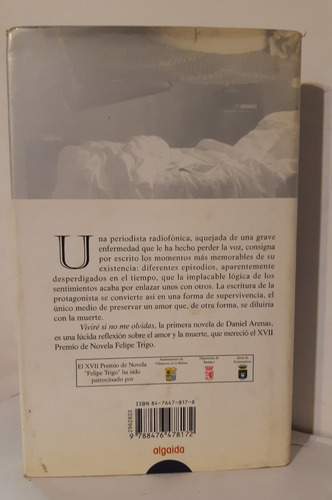 Una periodista radiofónica, aquejada de una grave
enfermedad que le ha hecho perder la voz, consigna
por escrito los momentos más memorables de su
existencia: diferentes episodios, aparentemente
desperdigados en el tiempo, que la implacable lógica de los
sentimientos acaba por enlazar unos con otros. La escritura de la
protagonista se convierte así en una forma de supervivencia, el
único medio de preservar un amor que, de otra forma, se diluiría
con la muerte.
Viviré si no me olvidas, la primera novela de Daniel Arenas,
es una lúcida reflexión sobre el amor y la muerte, que mereció el XVII
Premio de Novela Felipe Trigo.
El XVII Premio de Novela
"Felipe Trigo" ha sido
patrocinado por
ISBN 84-7647-817-8
2962803
9 788476 478172
algaida